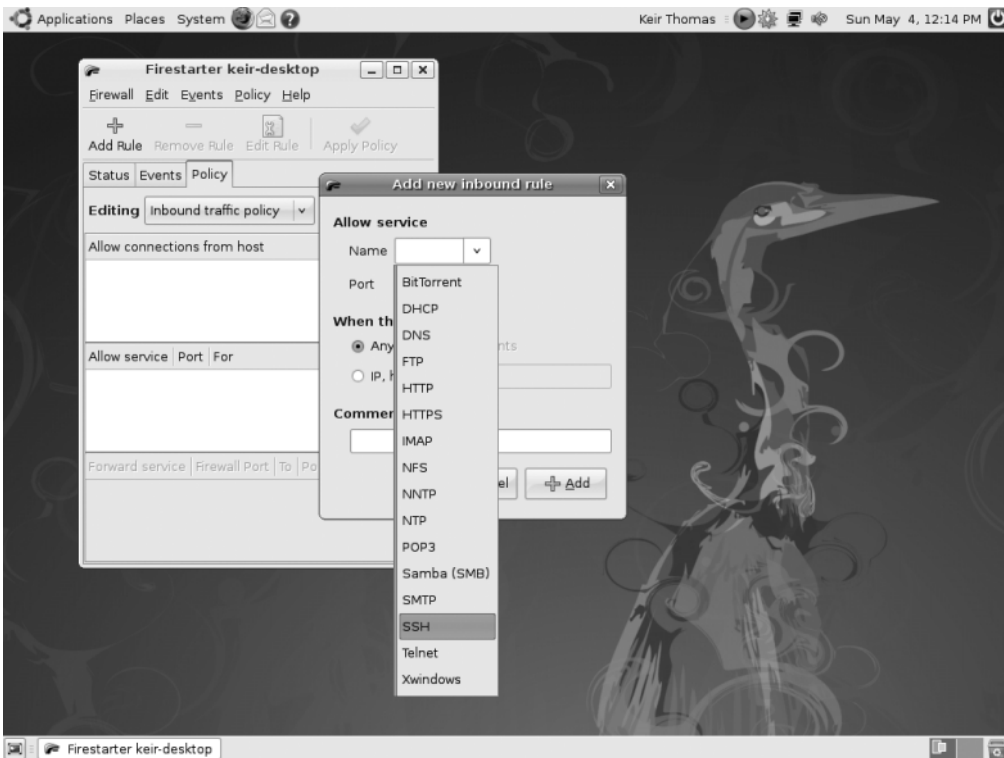 Applications Places System Keir Thomas Sun May 4, 12:14 PM
Firestarter keir-desktop
Firewall Edit Events Policy Help
Add Rule Remove Rule Edit Rule Apply Policy
Status Events Policy
Editing Inbound traffic policy
Allow connections from host
Allow service Port For
Forward service Firewall Port To Po
Add new inbound rule
Allow service
Name
Port
BitTorrent
DHCP
DNS
FTP
HTTP
HTTPS
IMAP
NFS
NNTP
NTP
POP3
Samba (SMB)
SMTP
SSH
Telnet
Xwindows
When th
Any nts
IP, h
Commer
el Add
Firestarter keir-desktop